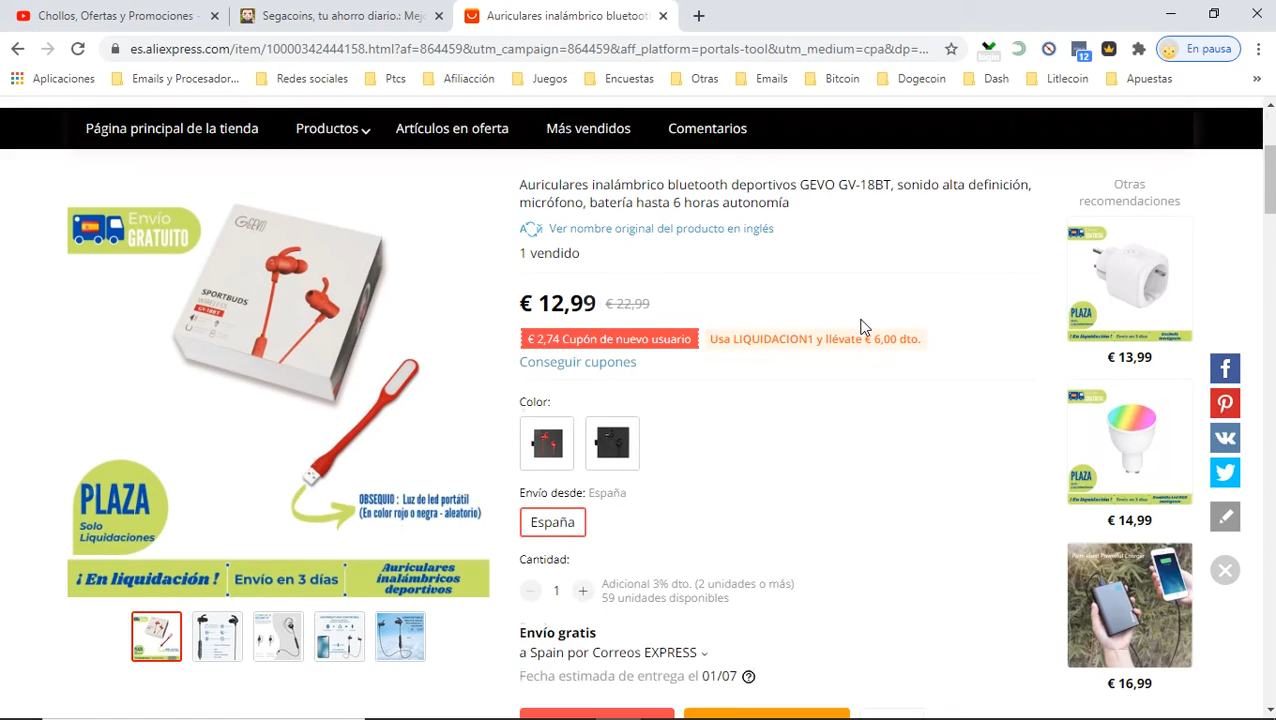 Chollos, Ofertas y Promociones -
Segacoins, tu ahorro diario.: Mejo
Auriculares inalámbrico bluetooth
es.aliexpress.com/item/10000342444158.html?af=864459&utm_campaign=864459&aff_platform=portals-tool&utm_medium=cpa&dp=...
12
En pausa
Aplicaciones
Emails y Procesador...
Redes sociales
Ptcs
Afiliacción
Juegos
Encuestas
Otras
Emails
Bitcoin
Dogecoin
Dash
Litlecoin
Apuestas
Página principal de la tienda
Productos
Artículos en oferta
Más vendidos
Comentarios
Envío
GRATUITO
GEVO
SPORTBUDS
WIRELESS
GV-18BT
PLAZA
Solo
Liquidaciones
OBSEQUIO : Luz de led portátil
(En color rojo o negra - aleatorio)
¡ En liquidación !
Envío en 3 días
Auriculares
inalámbricos
deportivos
Auriculares inalámbrico bluetooth deportivos GEVO GV-18BT, sonido alta definición,
micrófono, batería hasta 6 horas autonomía
Ver nombre original del producto en inglés
1 vendido
€ 12,99 € 22,99
€ 2,74 Cupón de nuevo usuario
Usa LIQUIDACION1 y llévate € 6,00 dto.
Conseguir cupones
Color:
Envío desde: España
España
Cantidad:
1
Adicional 3% dto. (2 unidades o más)
59 unidades disponibles
Envío gratis
a Spain por Correos EXPRESS
Fecha estimada de entrega el 01/07
Otras
recomendaciones
PLAZA
€ 13,99
PLAZA
€ 14,99
€ 16,99